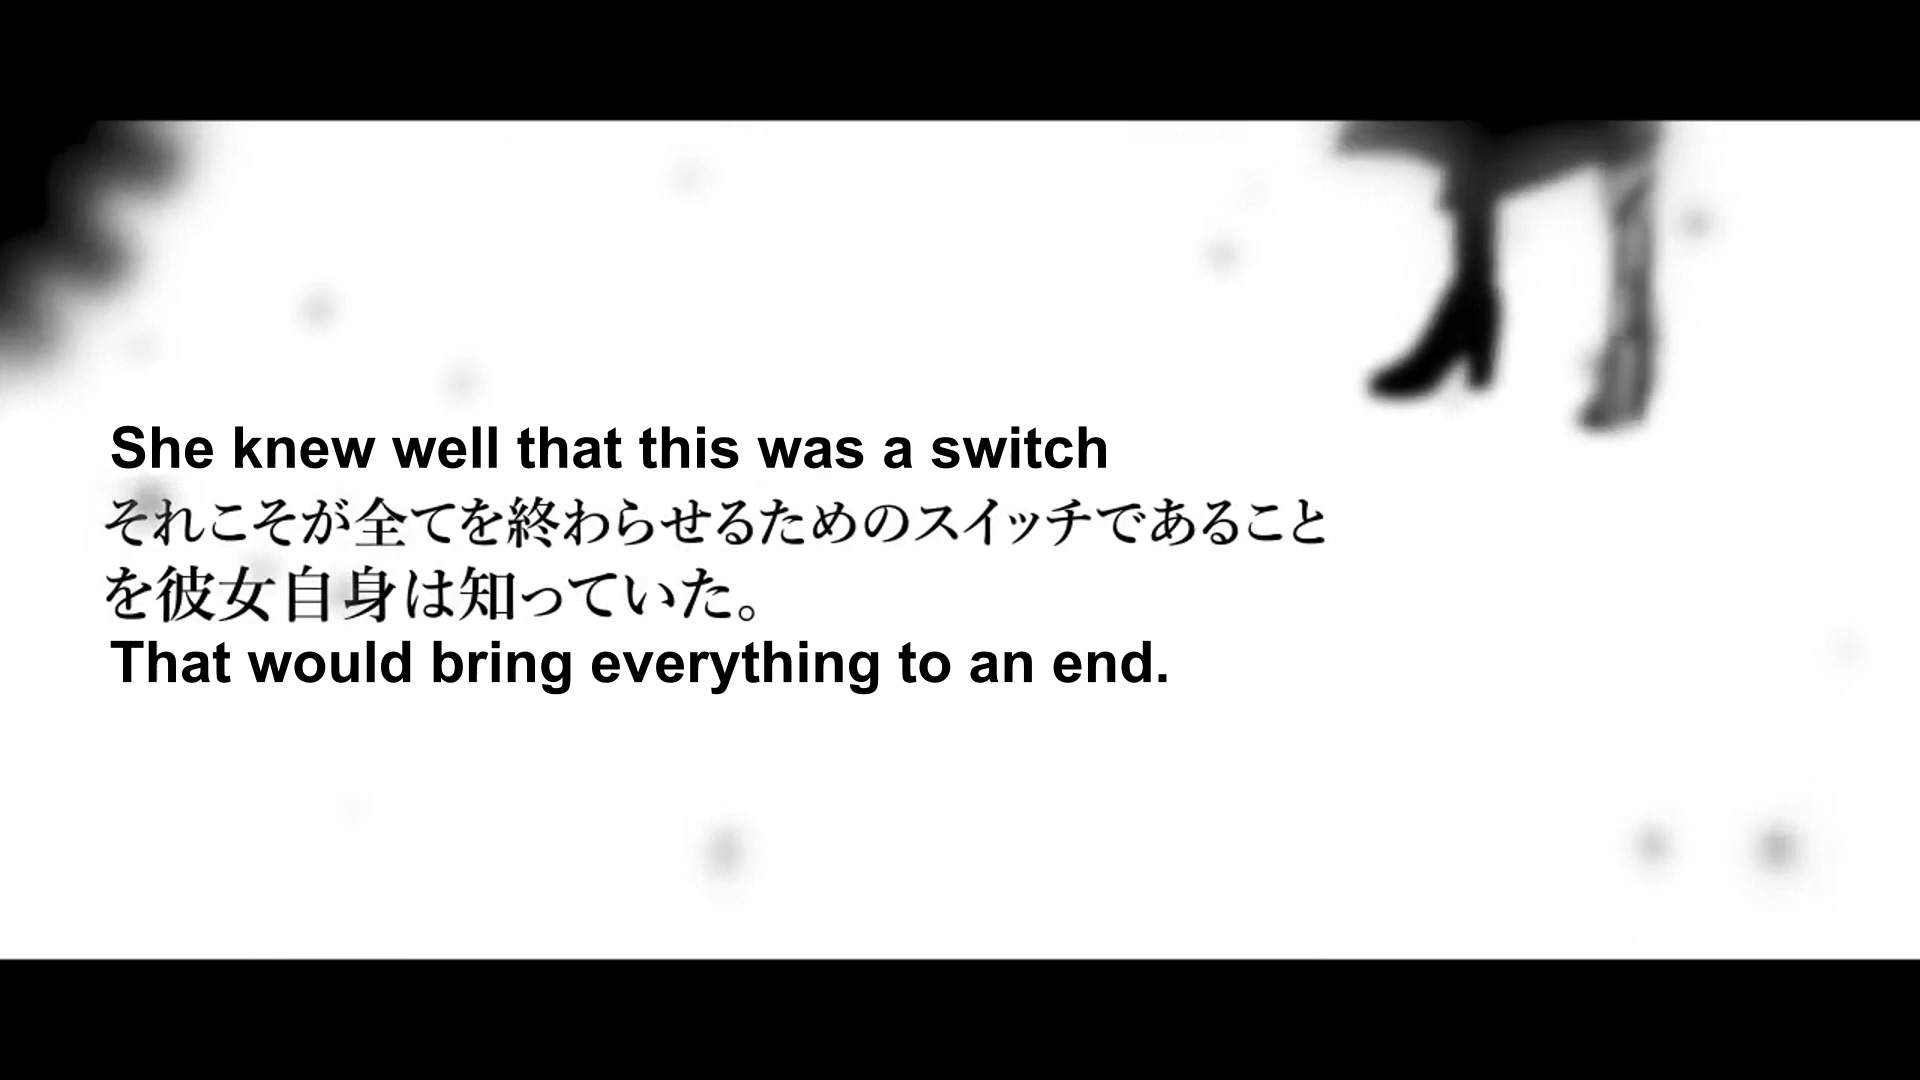 She knew well that this was a switch
それこそが全てを終わらせるためのスイッチであること
を彼女自身は知っていた。
That would bring everything to an end.